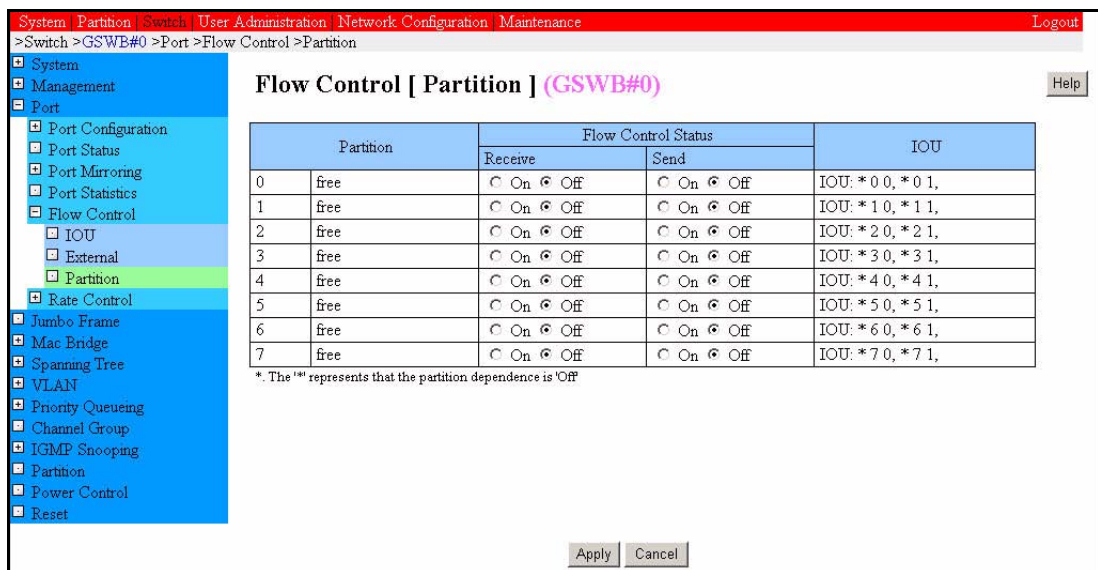 System | Partition | Switch | User Administration | Network Configuration | Maintenance Logout
>Switch >GSWB#0 >Port >Flow Control >Partition
System
Management
Port
Port Configuration
Port Status
Port Mirroring
Port Statistics
Flow Control
IOU
External
Partition
Rate Control
Jumbo Frame
Mac Bridge
Spanning Tree
VLAN
Priority Queueing
Channel Group
IGMP Snooping
Partition
Power Control
Reset
Flow Control [ Partition ] (GSWB#0)
Help
Partition Flow Control Status IOU
Receive Send
0 free On Off On Off IOU: * 0 0, * 0 1,
1 free On Off On Off IOU: * 1 0, * 1 1,
2 free On Off On Off IOU: * 2 0, * 2 1,
3 free On Off On Off IOU: * 3 0, * 3 1,
4 free On Off On Off IOU: * 4 0, * 4 1,
5 free On Off On Off IOU: * 5 0, * 5 1,
6 free On Off On Off IOU: * 6 0, * 6 1,
7 free On Off On Off IOU: * 7 0, * 7 1,
*. The '*' represents that the partition dependence is 'Off'
Apply Cancel